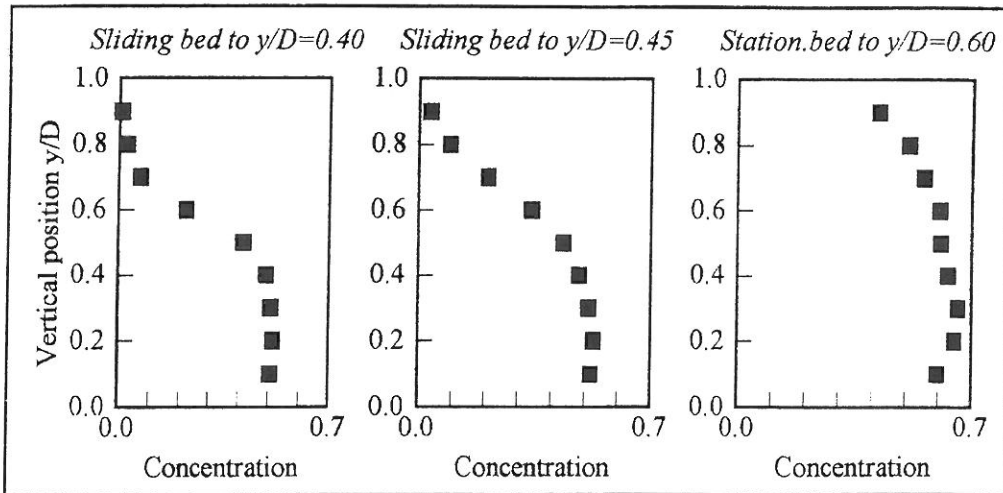 Sliding bed to y/D=0.40 Sliding bed to y/D=0.45 Station.bed to y/D=0.60
1.0 1.0 1.0
0.8 0.8 0.8
0.6 0.6 0.6
0.4 0.4 0.4
0.2 0.2 0.2
0.0 0.0 0.0
Vertical position y/D
0.0 0.7 0.0 0.7 0.0 0.7
Concentration Concentration Concentration